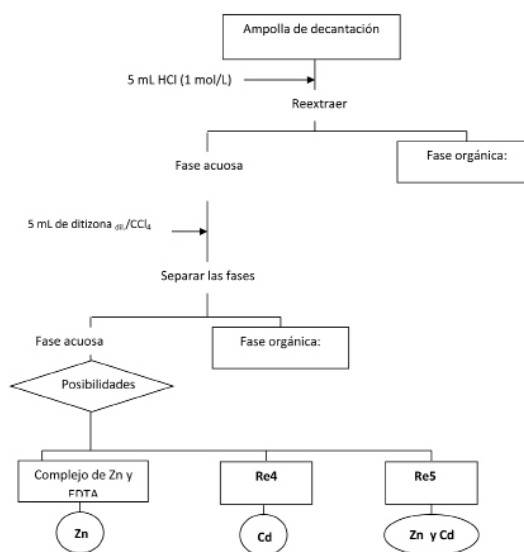 Ampolla de decantación
5 mL HCl (1 mol/L)
Reextraer
Fase orgánica:
Fase acuosa
5 mL de ditizona dil./CCl4
Separar las fases
Fase acuosa
Fase orgánica:
Posibilidades
Complejo de Zn y
EDTA
Re4
Re5
Zn
Cd
Zn y Cd